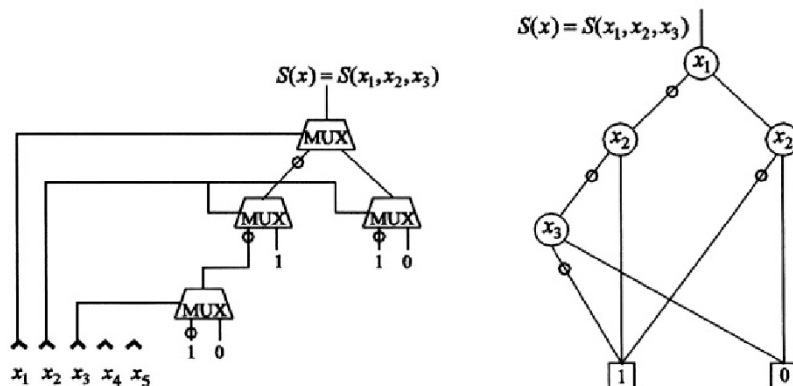 S(x) = S(x₁, x₂, x₃)
MUX
MUX MUX
1 1 0
MUX
1 0
x₁ x₂ x₃ x₄ x₅
S(x) = S(x₁, x₂, x₃)
x₁
x₂ x₂
x₃
1 0